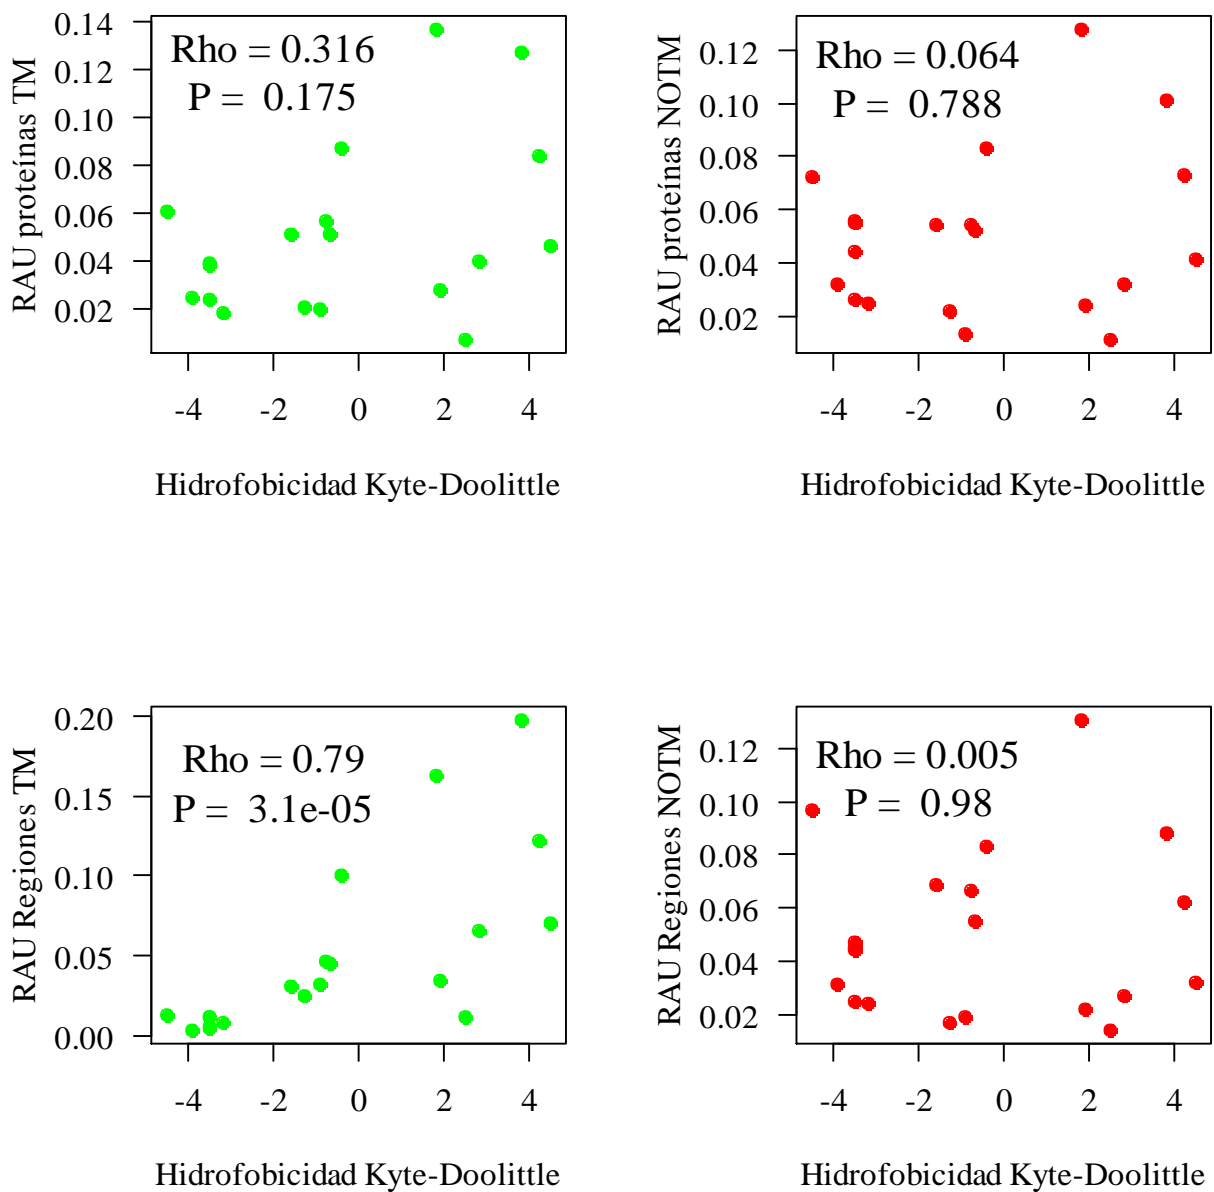 RAU proteínas TM
0.14
0.12
0.10
0.08
0.06
0.04
0.02
Rho = 0.316
P = 0.175
-4 -2 0 2 4
Hidrofobicidad Kyte-Doolittle
RAU proteínas NOTM
0.12
0.10
0.08
0.06
0.04
0.02
Rho = 0.064
P = 0.788
-4 -2 0 2 4
Hidrofobicidad Kyte-Doolittle
RAU Regiones TM
0.20
0.15
0.10
0.05
0.00
Rho = 0.79
P = 3.1e-05
-4 -2 0 2 4
Hidrofobicidad Kyte-Doolittle
RAU Regiones NOTM
0.12
0.10
0.08
0.06
0.04
0.02
Rho = 0.005
P = 0.98
-4 -2 0 2 4
Hidrofobicidad Kyte-Doolittle